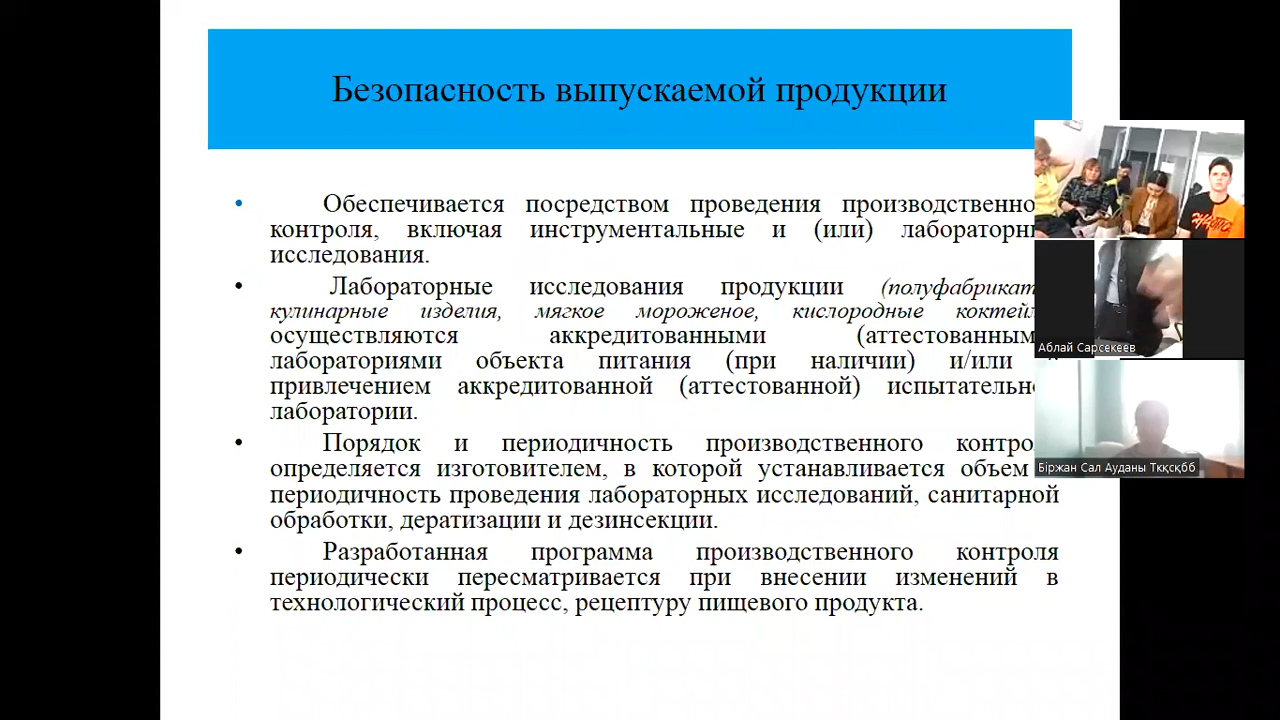 Безопасность выпускаемой продукции
• Обеспечивается посредством проведения производственно
контроля, включая инструментальные и (или) лабораторн
исследования.
• Лабораторные исследования продукции (полуфабрикат
кулинарные изделия, мягкое мороженое, кислородные коктейл
осуществляются аккредитованными (аттестованным
лабораториями объекта питания (при наличии) и/или
привлечением аккредитованной (аттестованной) испытательно
лаборатории.
• Порядок и периодичность производственного контро
определяется изготовителем, в которой устанавливается объем
периодичность проведения лабораторных исследований, санитарной
обработки, дератизации и дезинсекции.
• Разработанная программа производственного контроля
периодически пересматривается при внесении изменений в
технологический процесс, рецептуру пищевого продукта.
Аблай Сарсекеев
Біржан Сал Ауданы Ткқсқбб